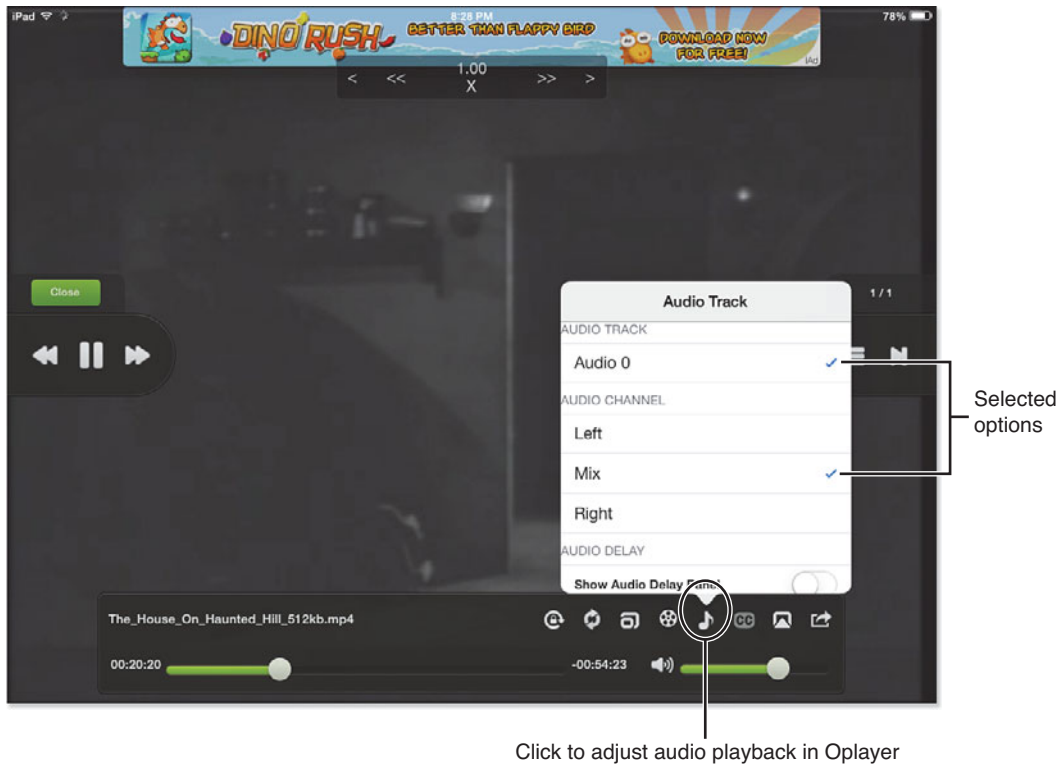 iPad 8:28 PM 78%
DINO RUSH BETTER THAN FLAPPY BIRD DOWNLOAD NOW FOR FREE! iAd
< << 1.00 X >> >
Close
1 / 1
Audio Track
AUDIO TRACK
Audio 0
AUDIO CHANNEL
Left
Mix
Right
AUDIO DELAY
Show Audio Delay Panel
Selected
options
The_House_On_Haunted_Hill_512kb.mp4
CC
00:20:20
-00:54:23
Click to adjust audio playback in Oplayer